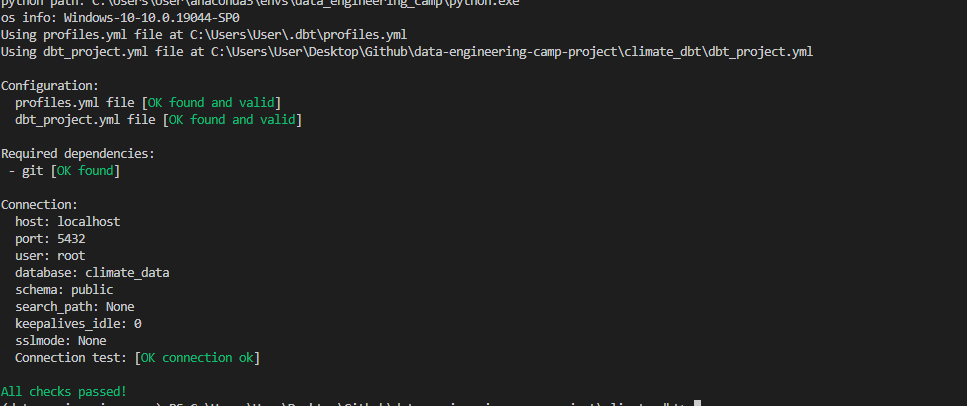 python path: C:\Users\User\anaconda3\envs\data_engineering_camp\python.exe
os info: Windows-10-10.0.19044-SP0
Using profiles.yml file at C:\Users\User\.dbt\profiles.yml
Using dbt_project.yml file at C:\Users\User\Desktop\Github\data-engineering-camp-project\climate_dbt\dbt_project.yml
Configuration:
profiles.yml file [OK found and valid]
dbt_project.yml file [OK found and valid]
Required dependencies:
- git [OK found]
Connection:
host: localhost
port: 5432
user: root
database: climate_data
schema: public
search_path: None
keepalives_idle: 0
sslmode: None
Connection test: [OK connection ok]
All checks passed!